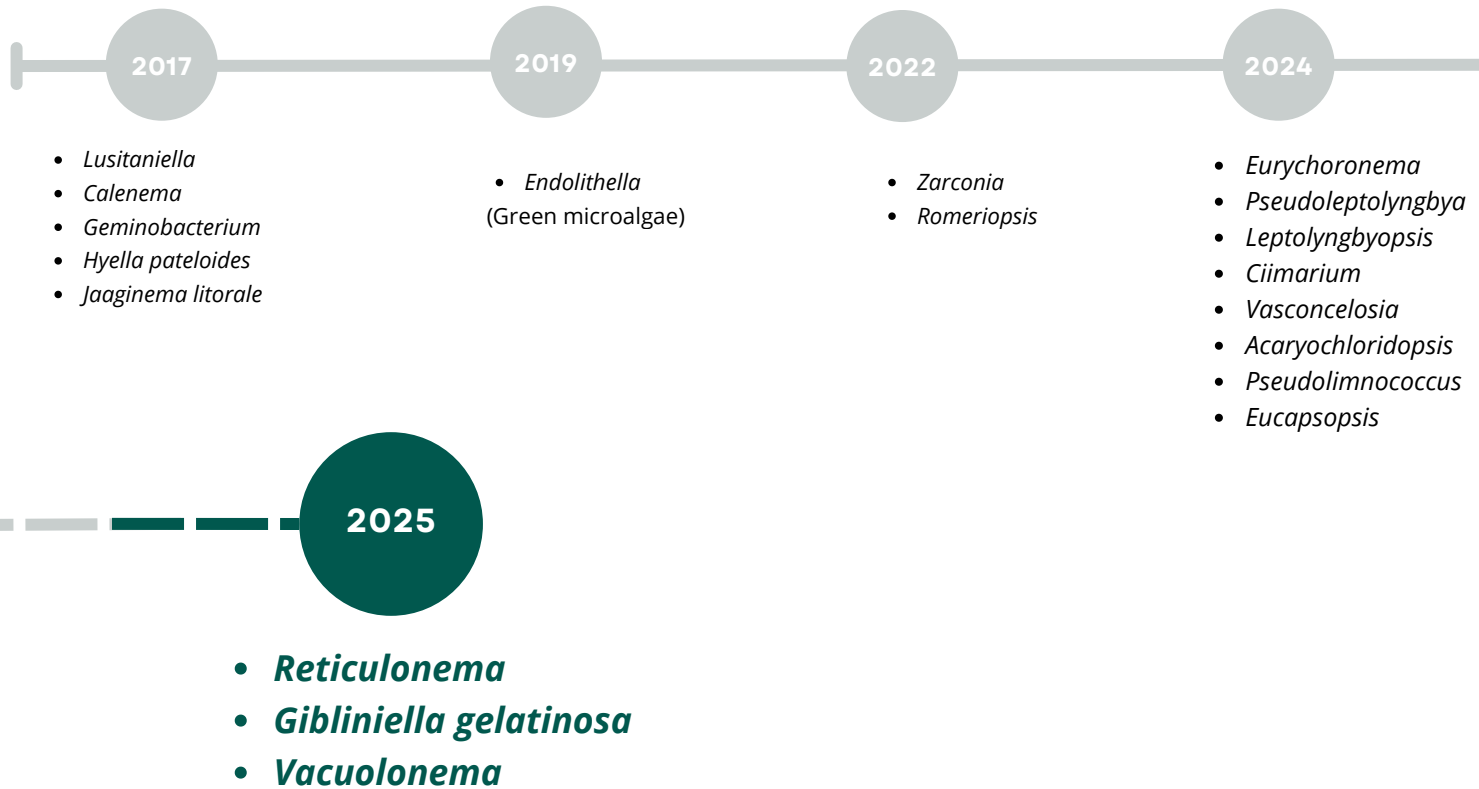 2017
• Lusitaniella
• Calenema
• Geminobacterium
• Hyella pateloides
• Jaaginema litorale
2019
• Endolithella
(Green microalgae)
2022
• Zarconia
• Romeriopsis
2024
• Eurychoronema
• Pseudoleptolyngbya
• Leptolyngbyopsis
• Ciimarium
• Vasconcelosia
• Acaryochloridopsis
• Pseudolimnococcus
• Eucapsopsis
2025
• Reticulonema
• Gibliniella gelatinosa
• Vacuolonema